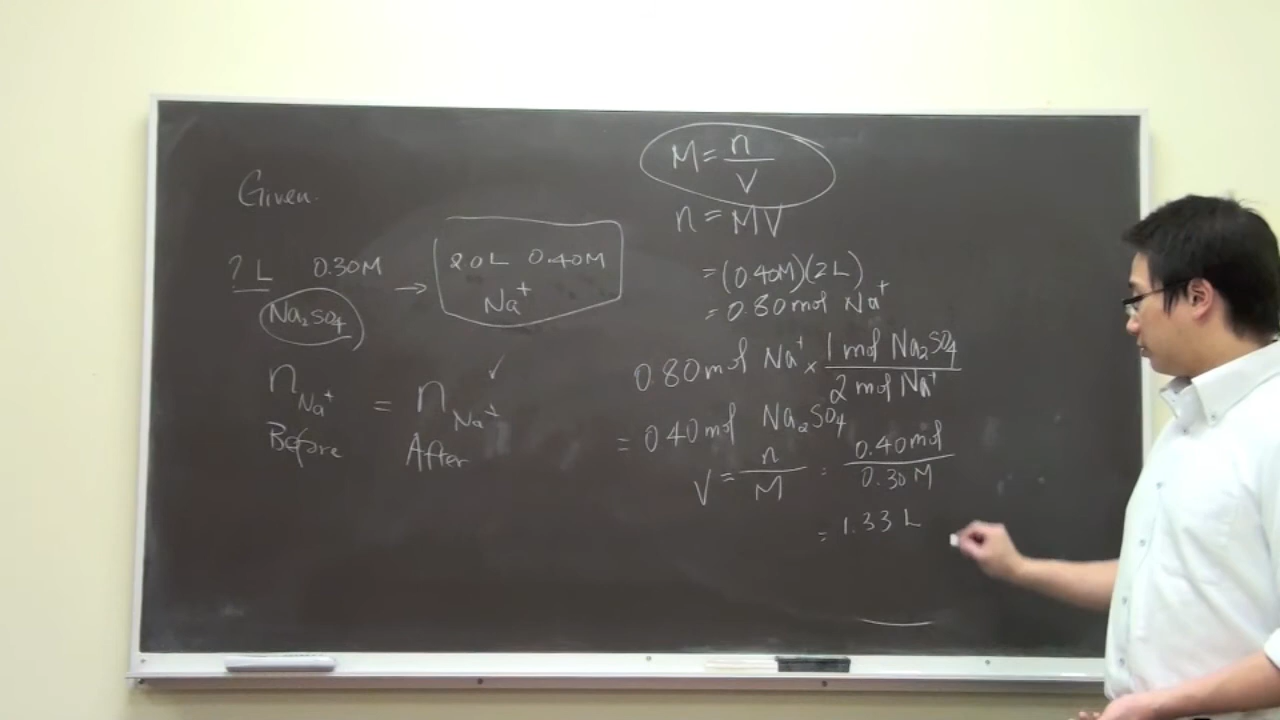 Given.
? L 0.30M → 2.0L 0.40M
Na₂SO₄ Na⁺
n Na⁺ = n Na⁺ ✓
Before After
M = n/V
n = MV
= (0.40M)(2L)
= 0.80 mol Na⁺
0.80 mol Na⁺ × 1 mol Na₂SO₄ / 2 mol Na⁺
= 0.40 mol Na₂SO₄
V = n/M = 0.40 mol / 0.30 M
= 1.33 L